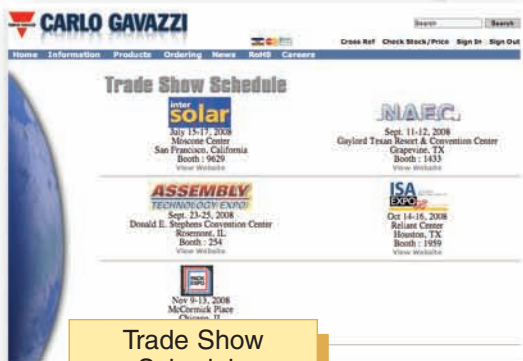 CARLO GAVAZZI
Search Search
Cross Ref Check Stock/Price Sign In Sign Out
Home Information Products Ordering News RoHS Careers
Trade Show Schedule
inter
solar
July 15-17, 2008
Moscone Center
San Francisco, California
Booth : 9629
View Website
NAEC
Sept. 11-12, 2008
Gaylord Texan Resort & Convention Center
Grapevine, TX
Booth : 1433
View Website
ASSEMBLY
TECHNOLOGY EXPO
Sept. 23-25, 2008
Donald E. Stephens Convention Center
Rosemont, IL
Booth : 254
View Website
ISA
EXPO
Oct 14-16, 2008
Reliant Center
Houston, TX
Booth : 1959
View Website
PACK
EXPO
Nov 9-13, 2008
McCormick Place
Chicago, IL
Trade Show